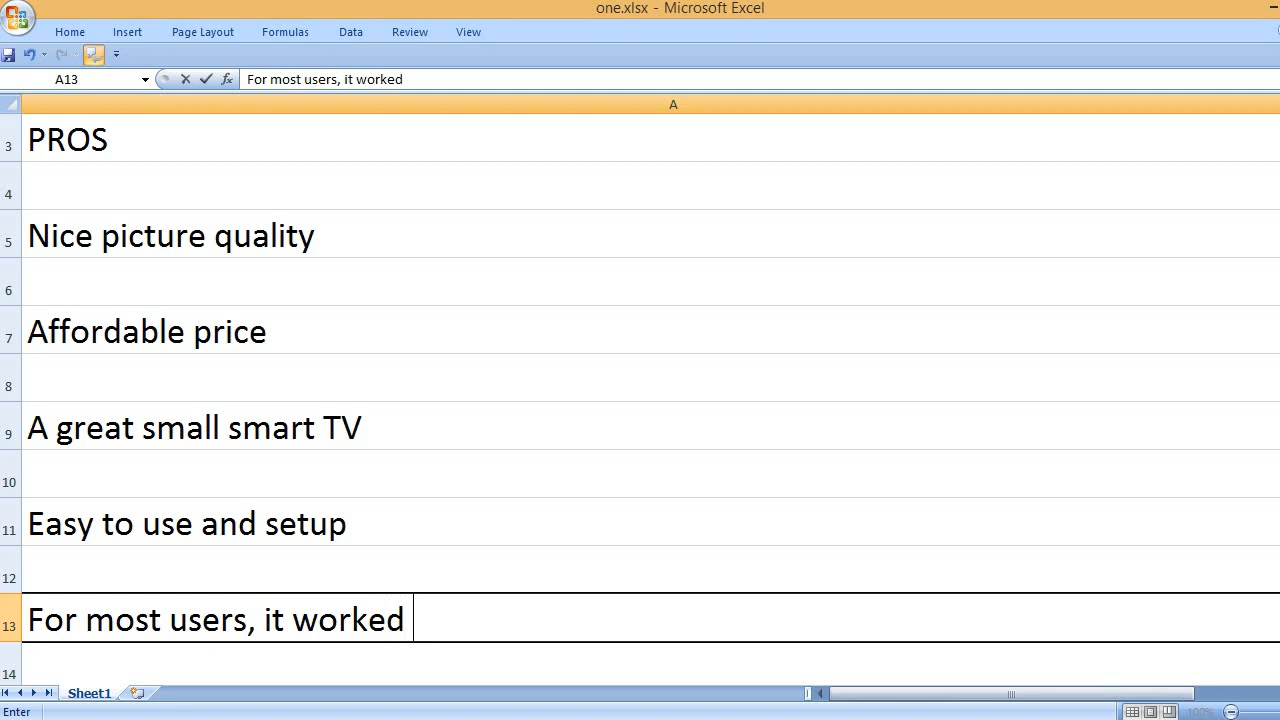 one.xlsx - Microsoft Excel
Home Insert Page Layout Formulas Data Review View
A13 fx For most users, it worked
A
3 PROS
4
5 Nice picture quality
6
7 Affordable price
8
9 A great small smart TV
10
11 Easy to use and setup
12
13 For most users, it worked
14
Sheet1
Enter 100%